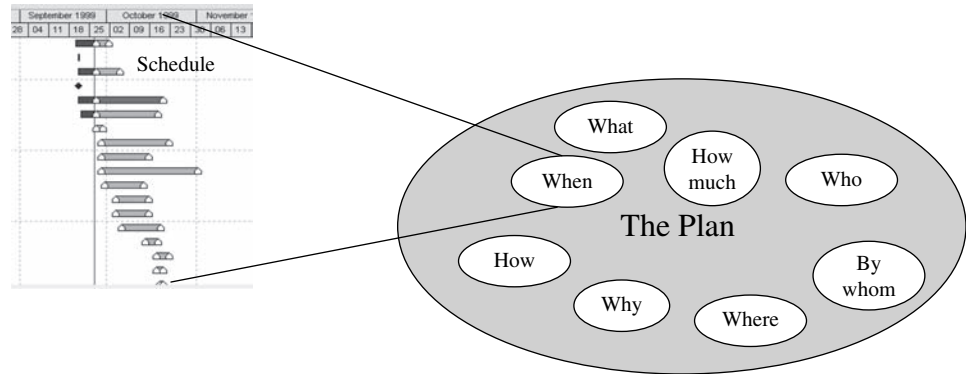 September 1999 October 1999 November
28 04 11 18 25 02 09 16 23 30 06 13
Schedule
What
How
much
When
Who
The Plan
How
By
whom
Why
Where